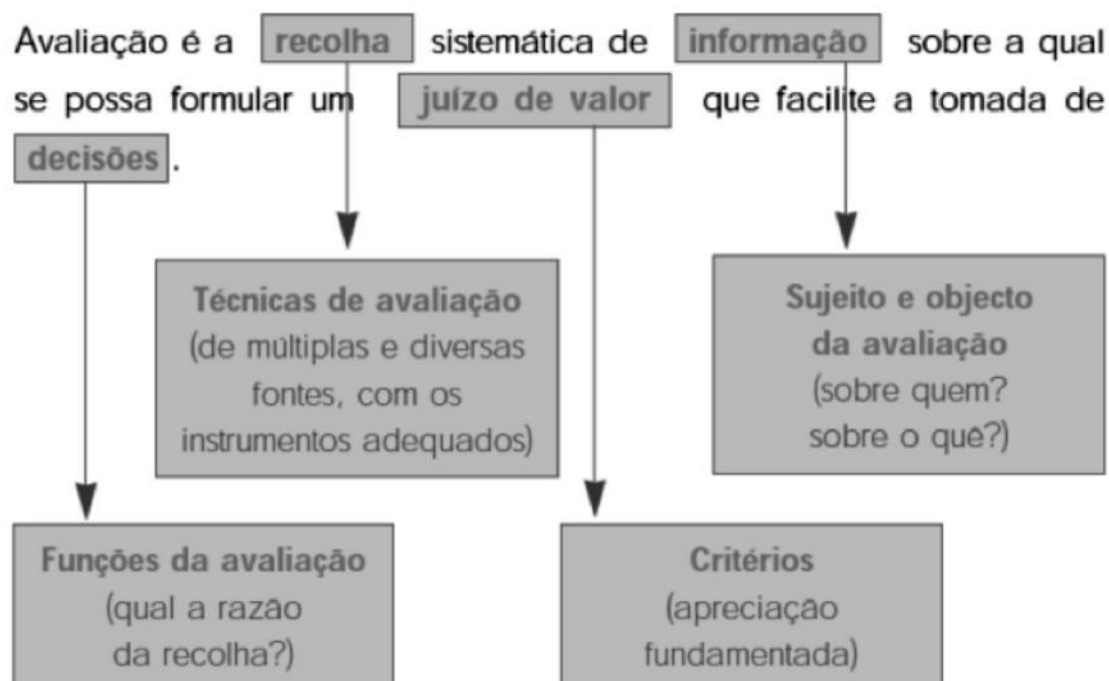 Avaliação é a recolha sistemática de informação sobre a qual
se possa formular um juízo de valor que facilite a tomada de
decisões.
Técnicas de avaliação
(de múltiplas e diversas
fontes, com os
instrumentos adequados)
Sujeito e objecto
da avaliação
(sobre quem?
sobre o quê?)
Funções da avaliação
(qual a razão
da recolha?)
Critérios
(apreciação
fundamentada)